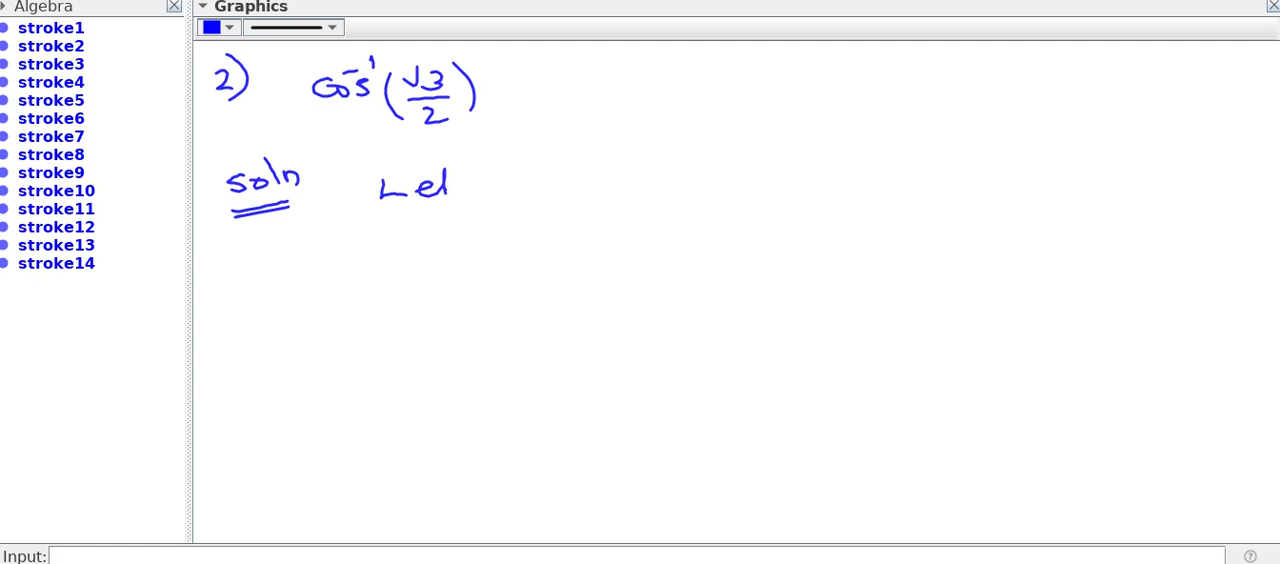 Algebra
Graphics
stroke1
stroke2
stroke3
stroke4
stroke5
stroke6
stroke7
stroke8
stroke9
stroke10
stroke11
stroke12
stroke13
stroke14
2) cos⁻¹(√3/2)
soln Let
Input: